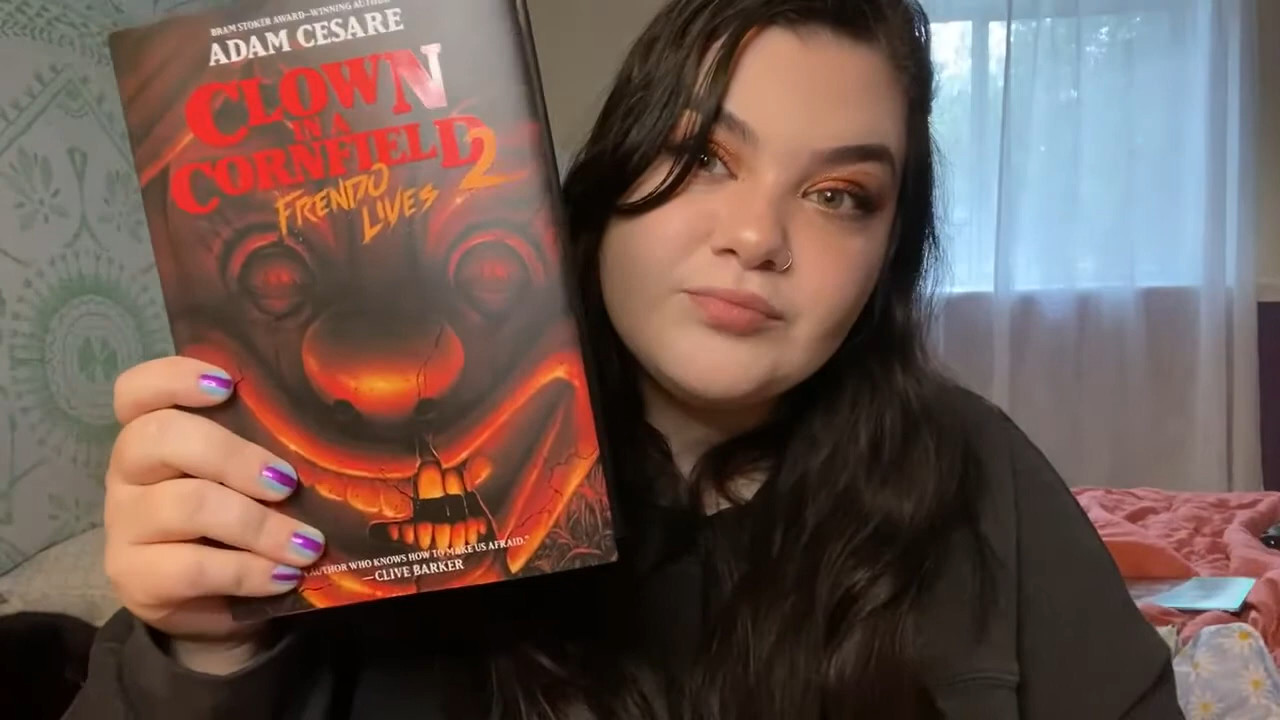 BRAM STOKER AWARD–WINNING AUTHOR
ADAM CESARE
CLOWN
IN A
CORNFIELD 2
FRENDO
LIVES
AUTHOR WHO KNOWS HOW TO MAKE US AFRAID."
—CLIVE BARKER